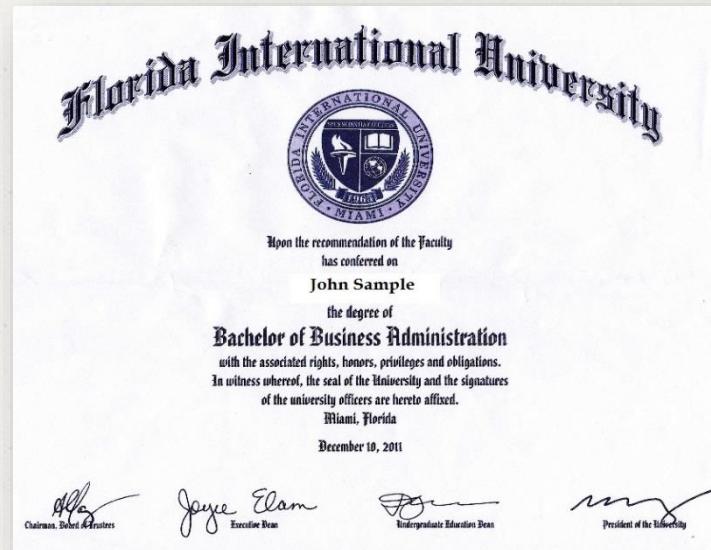 Florida International University
FLORIDA INTERNATIONAL UNIVERSITY
1965
MIAMI
Upon the recommendation of the Faculty
has conferred on
John Sample
the degree of
Bachelor of Business Administration
with the associated rights, honors, privileges and obligations.
In witness whereof, the seal of the University and the signatures
of the university officers are hereto affixed.
Miami, Florida
December 10, 2011
Joyce Elam
Chairman, Board of Trustees
Executive Dean
Undergraduate Education Dean
President of the University